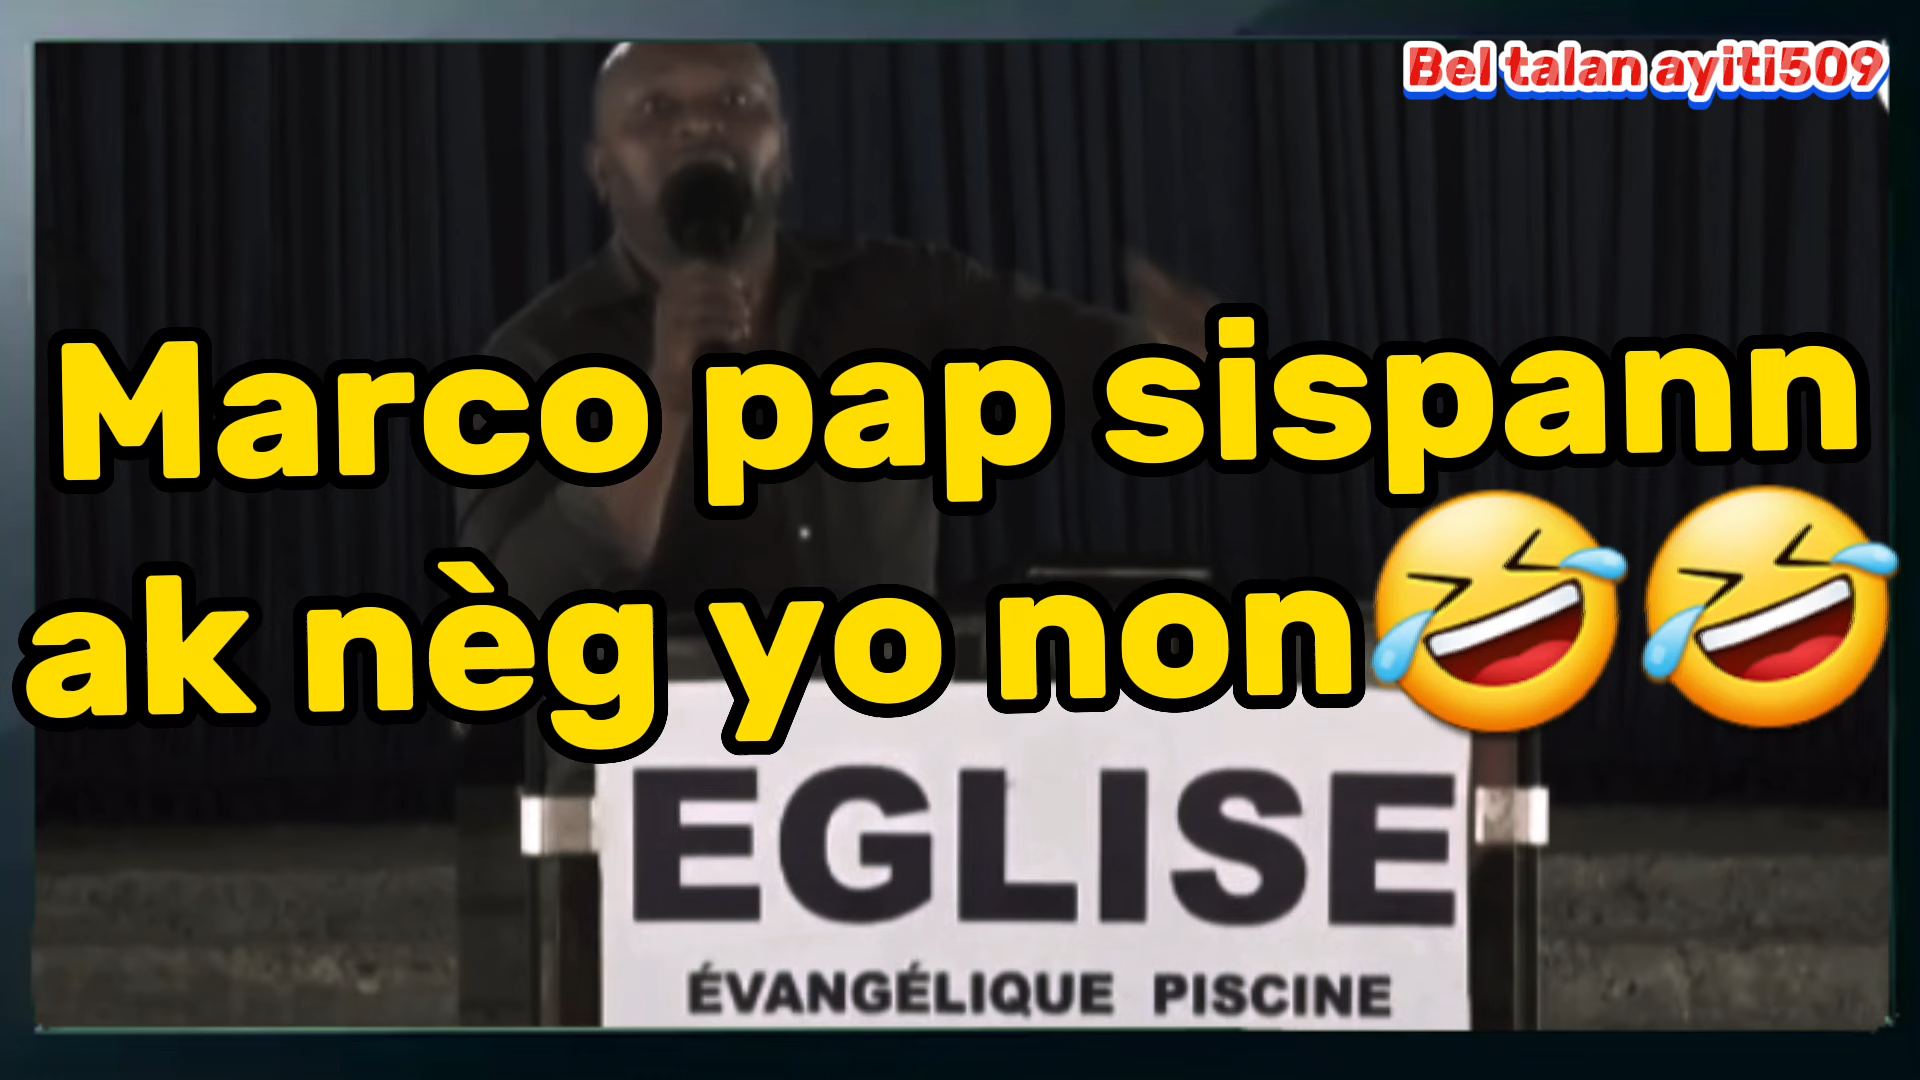 Bel talan ayiti509
Marco pap sispann
ak nèg yo non🤣🤣
EGLISE
ÉVANGÉLIQUE PISCINE